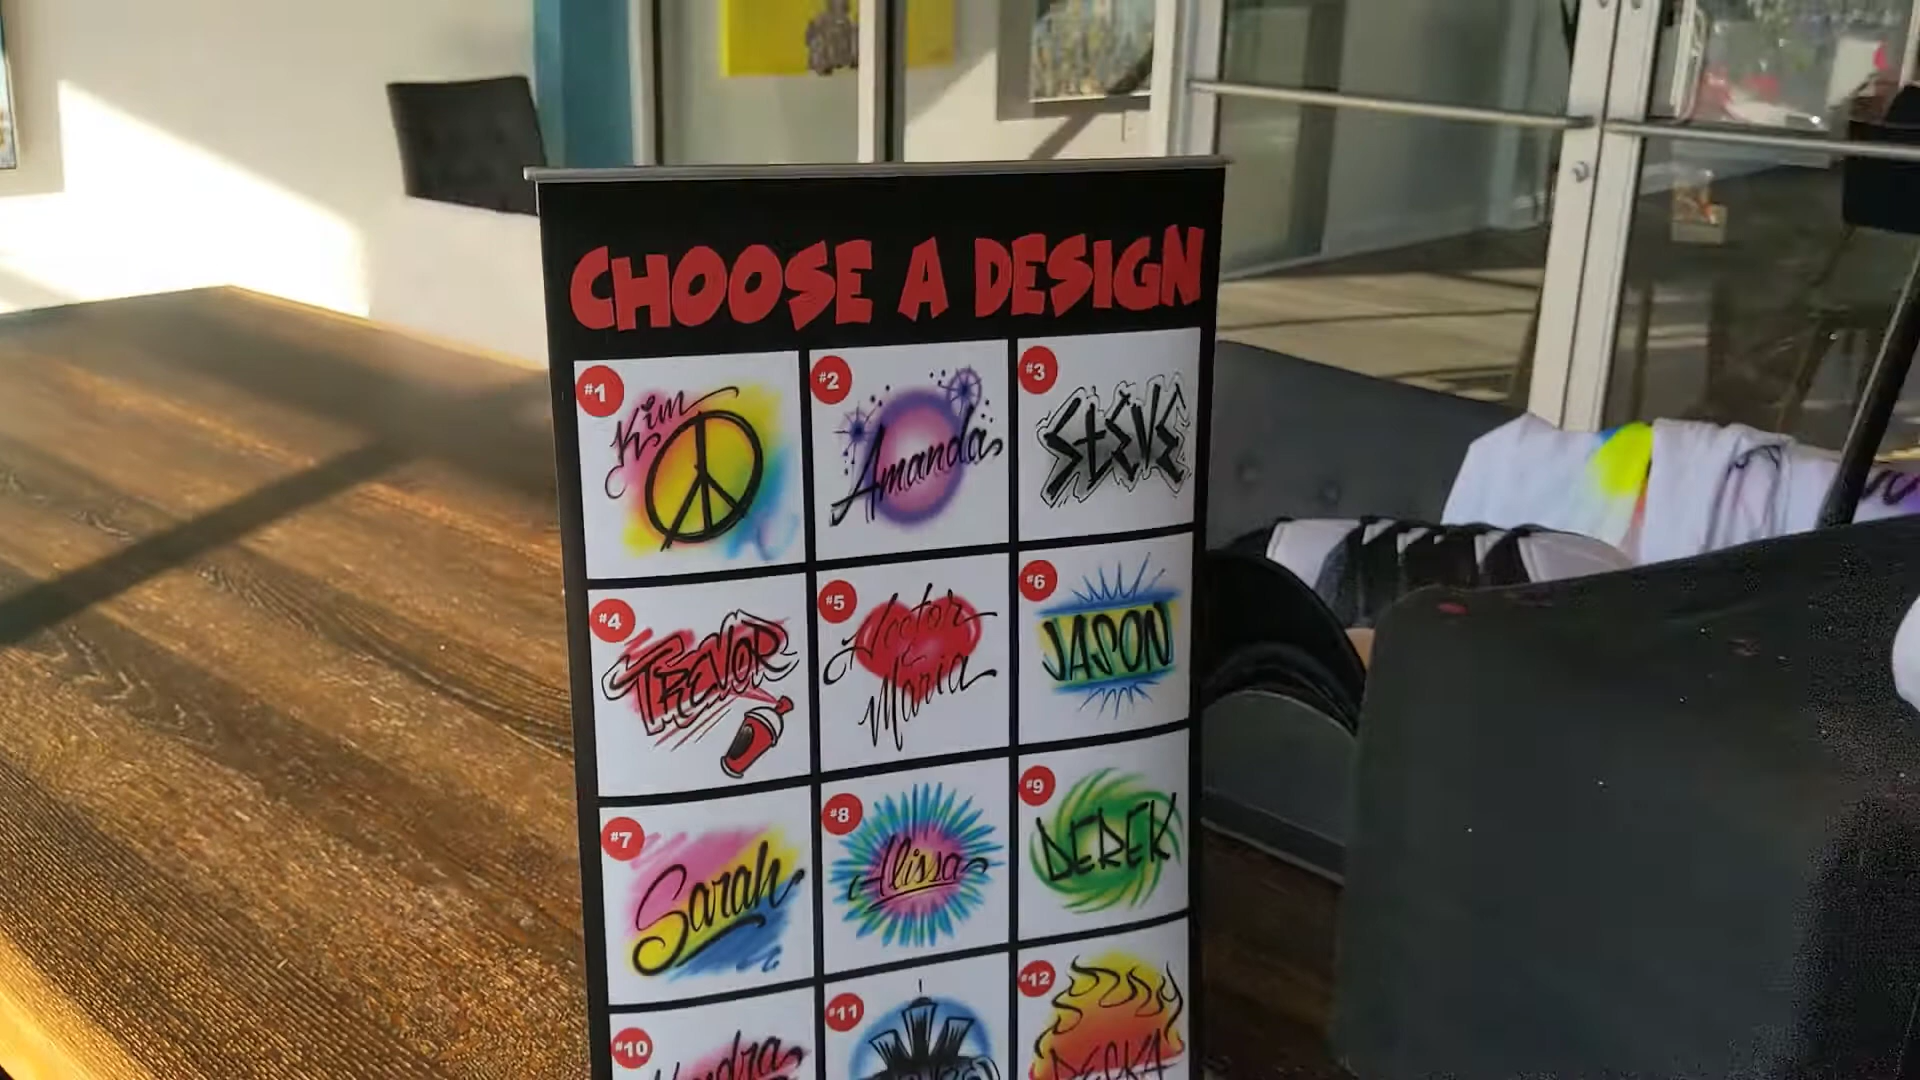 CHOOSE A DESIGN
#1
Kim
#2
Amanda
#3
STEVE
#4
TREVOR
#5
Hector
Maria
#6
JASON
#7
Sarah
#8
Alissa
#9
DEREK
#10
#11
#12